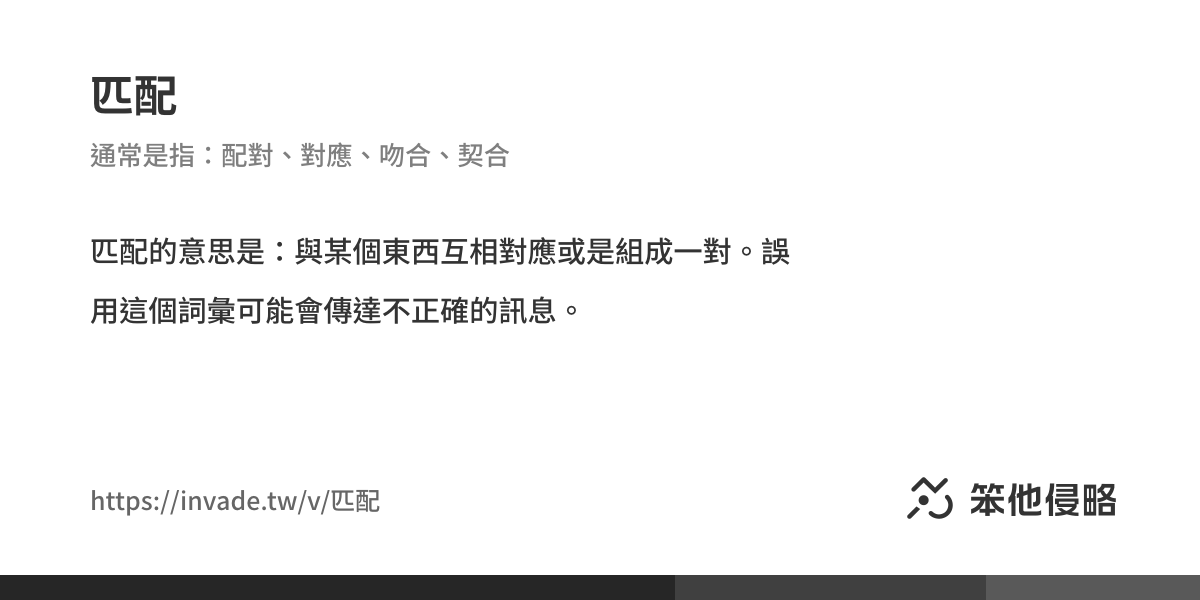 匹配
通常是指：配對、對應、吻合、契合
匹配的意思是：與某個東西互相對應或是組成一對。誤
用這個詞彙可能會傳達不正確的訊息。
https://invade.tw/v/匹配
笨他侵略